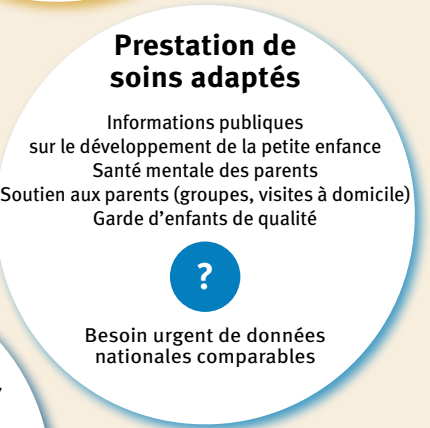 Prestation de
soins adaptés
Informations publiques
sur le développement de la petite enfance
Santé mentale des parents
Soutien aux parents (groupes, visites à domicile)
Garde d’enfants de qualité
?
Besoin urgent de données
nationales comparables